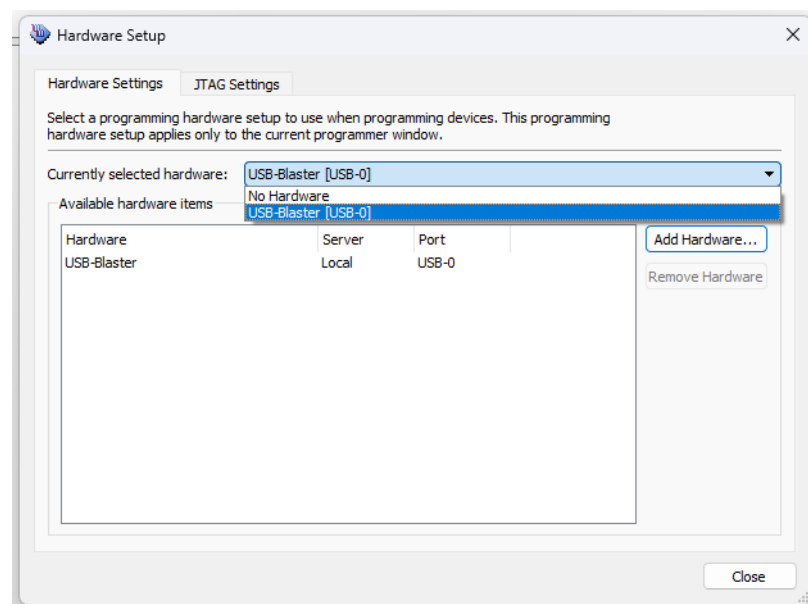 Hardware Setup
Hardware Settings
JTAG Settings
Select a programming hardware setup to use when programming devices. This programming
hardware setup applies only to the current programmer window.
Currently selected hardware:
USB-Blaster [USB-0]
No Hardware
USB-Blaster [USB-0]
Available hardware items
Hardware Server Port
USB-Blaster Local USB-0
Add Hardware...
Remove Hardware
Close